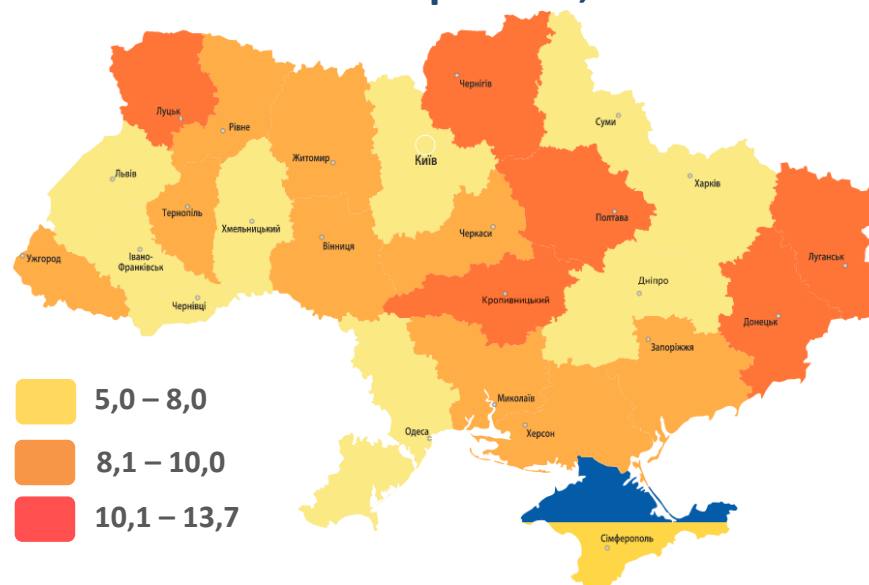 Чернігів
Луцьк
Суми
Рівне
Житомир
Київ
Львів
Харків
Тернопіль
Полтава
Хмельницький
Черкаси
Вінниця
Ужгород
Івано-
Франківськ
Луганськ
Дніпро
Чернівці
Кропивницький
Донецьк
Запоріжжя
5,0 – 8,0
Миколаїв
Одеса
Херсон
8,1 – 10,0
10,1 – 13,7
Сімферополь